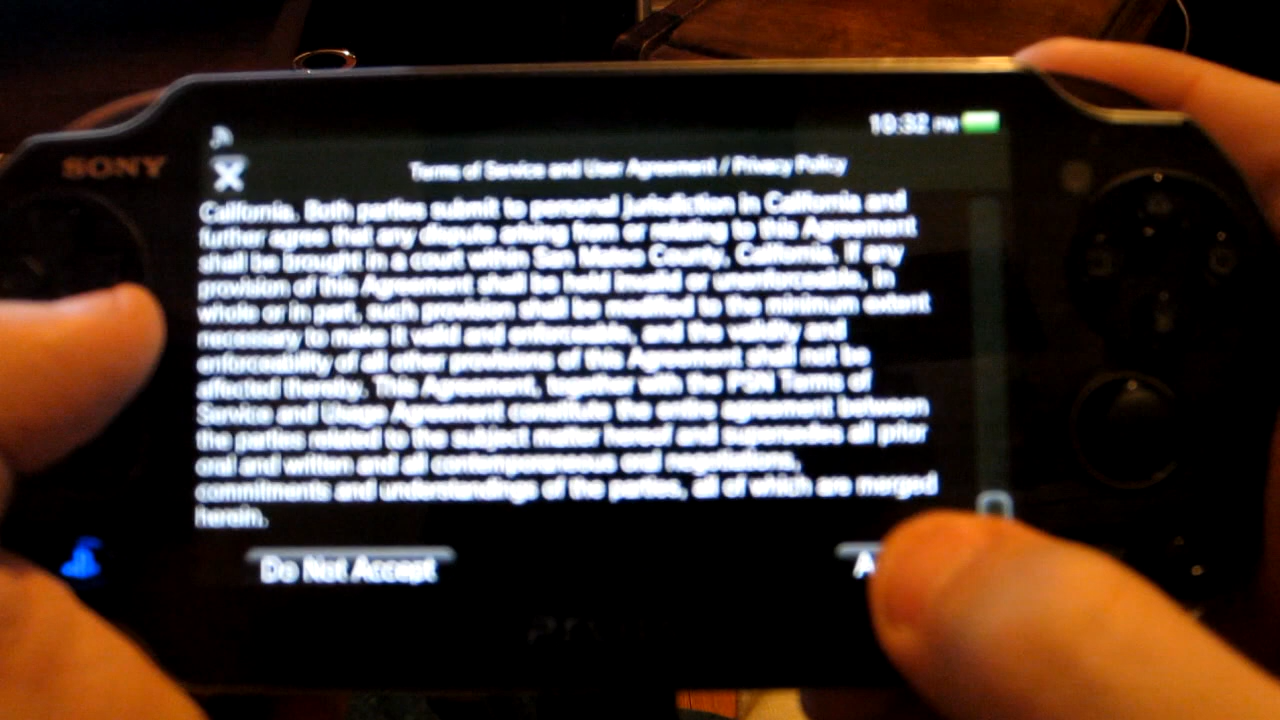 10:32 PM
SONY
Terms of Service and User Agreement / Privacy Policy
California. Both parties submit to personal jurisdiction in California and
further agree that any dispute arising from or relating to this Agreement
shall be brought in a court within San Mateo County, California. If any
provision of this Agreement shall be held invalid or unenforceable, in
whole or in part, such provision shall be modified to the minimum extent
necessary to make it valid and enforceable, and the validity and
enforceability of all other provisions of this Agreement shall not be
affected thereby. This Agreement, together with the PSN Terms of
Service and Usage Agreement constitute the entire agreement between
the parties related to the subject matter hereof and supersedes all prior
oral and written and all contemporaneous oral negotiations,
commitments and understandings of the parties, all of which are merged
herein.
Do Not Accept
A